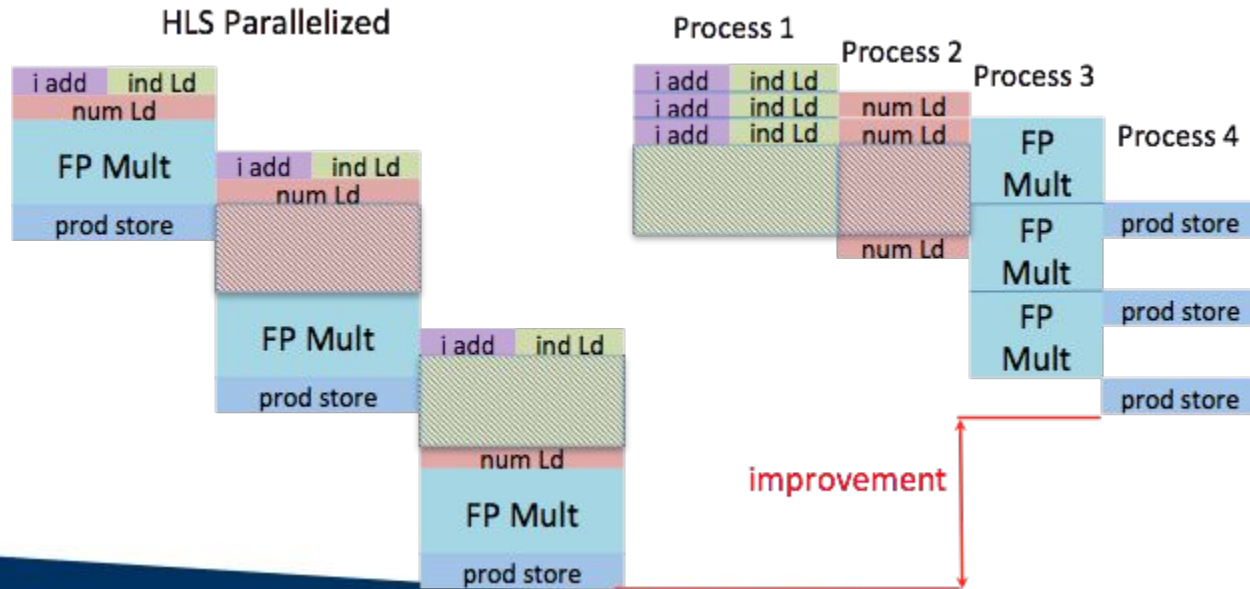 HLS Parallelized
i add ind Ld
num Ld
FP Mult
prod store
i add ind Ld
num Ld
FP Mult
prod store
i add ind Ld
num Ld
FP Mult
prod store
Process 1
Process 2
Process 3
Process 4
i add ind Ld
i add ind Ld
i add ind Ld
num Ld
num Ld
num Ld
FP
Mult
FP
Mult
FP
Mult
prod store
prod store
prod store
improvement